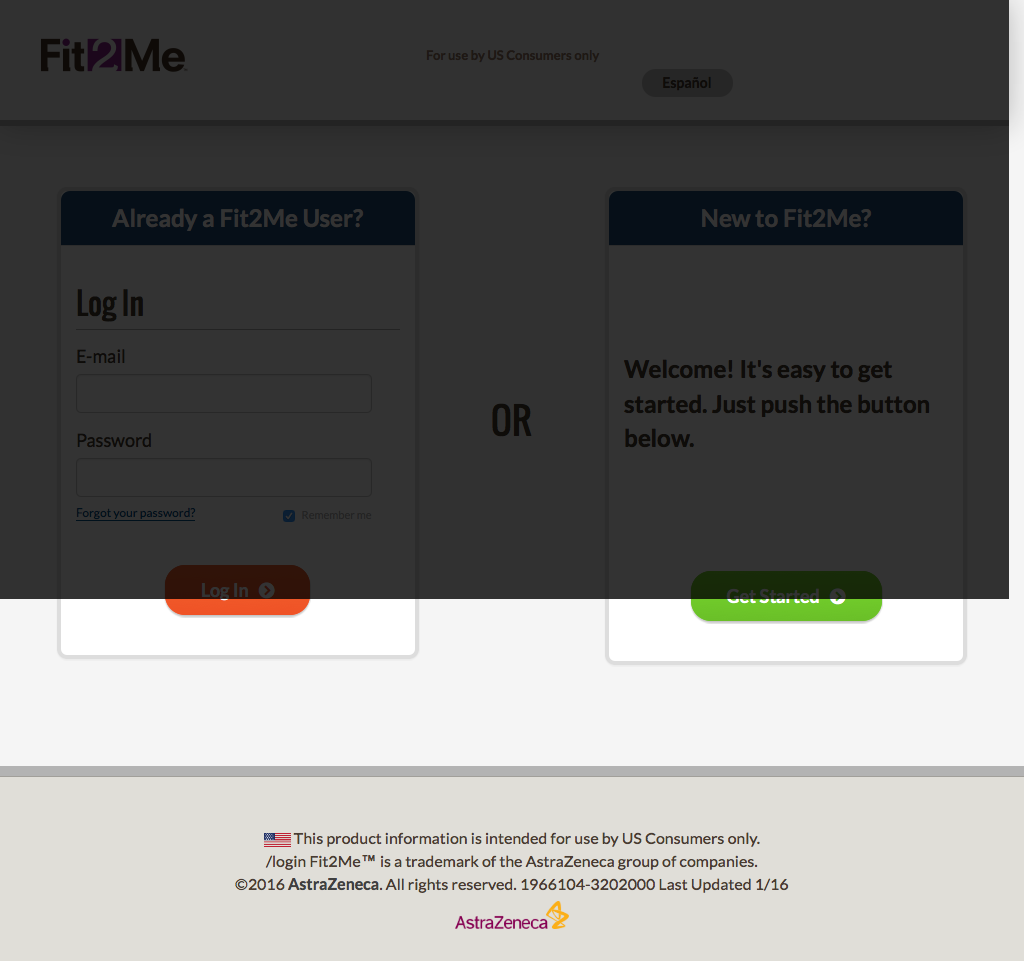 Fit2Me
For use by US Consumers only
Español
Already a Fit2Me User?
Log In
E-mail
Password
Forgot your password?
Remember me
Log In
OR
New to Fit2Me?
Welcome! It's easy to get
started. Just push the button
below.
Get Started
This product information is intended for use by US Consumers only.
/login Fit2Me™ is a trademark of the AstraZeneca group of companies.
©2016 AstraZeneca. All rights reserved. 1966104-3202000 Last Updated 1/16
AstraZeneca